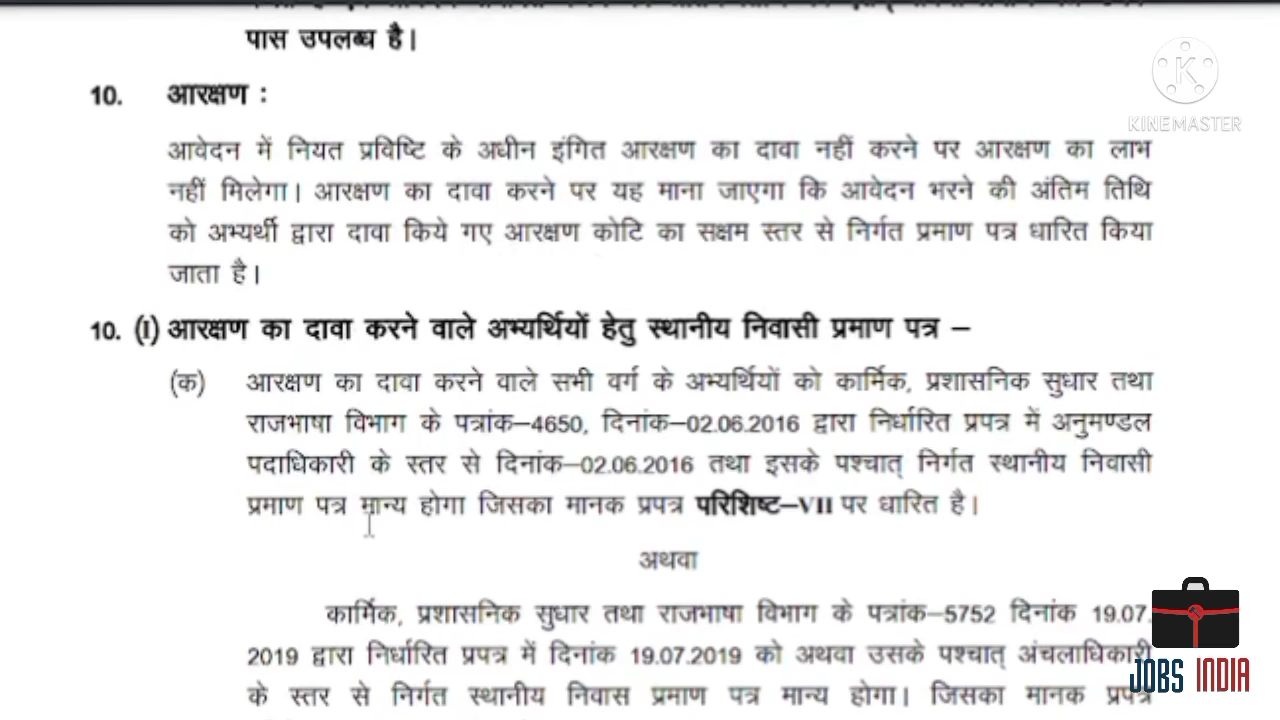 पास उपलब्ध है।
10. आरक्षण :
आवेदन में नियत प्रविष्टि के अधीन इंगित आरक्षण का दावा नहीं करने पर आरक्षण का लाभ
नहीं मिलेगा। आरक्षण का दावा करने पर यह माना जाएगा कि आवेदन भरने की अंतिम तिथि
को अभ्यर्थी द्वारा दावा किये गए आरक्षण कोटि का सक्षम स्तर से निर्गत प्रमाण पत्र धारित किया
जाता है।
10. (I) आरक्षण का दावा करने वाले अभ्यर्थियों हेतु स्थानीय निवासी प्रमाण पत्र –
(क) आरक्षण का दावा करने वाले सभी वर्ग के अभ्यर्थियों को कार्मिक, प्रशासनिक सुधार तथा
राजभाषा विभाग के पत्रांक–4650, दिनांक–02.06.2016 द्वारा निर्धारित प्रपत्र में अनुमण्डल
पदाधिकारी के स्तर से दिनांक–02.06.2016 तथा इसके पश्चात् निर्गत स्थानीय निवासी
प्रमाण पत्र मान्य होगा जिसका मानक प्रपत्र परिशिष्ट–VII पर धारित है।
अथवा
कार्मिक, प्रशासनिक सुधार तथा राजभाषा विभाग के पत्रांक–5752 दिनांक 19.07.
2019 द्वारा निर्धारित प्रपत्र में दिनांक 19.07.2019 को अथवा उसके पश्चात् अंचलाधिकारी
के स्तर से निर्गत स्थानीय निवास प्रमाण पत्र मान्य होगा। जिसका मानक प्रपत्र
K
KINEMASTER
JOBS INDIA